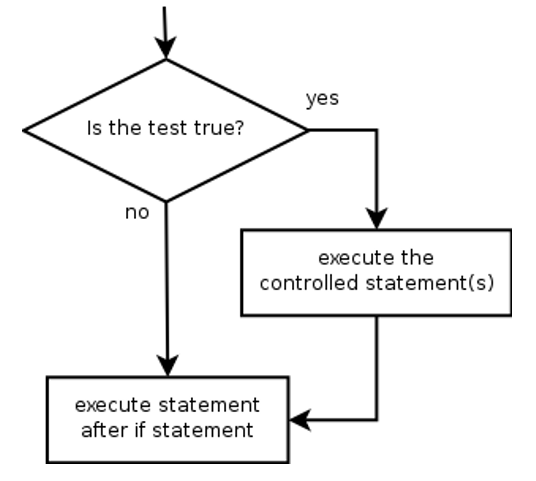 yes
Is the test true?
no
execute the
controlled statement(s)
execute statement
after if statement